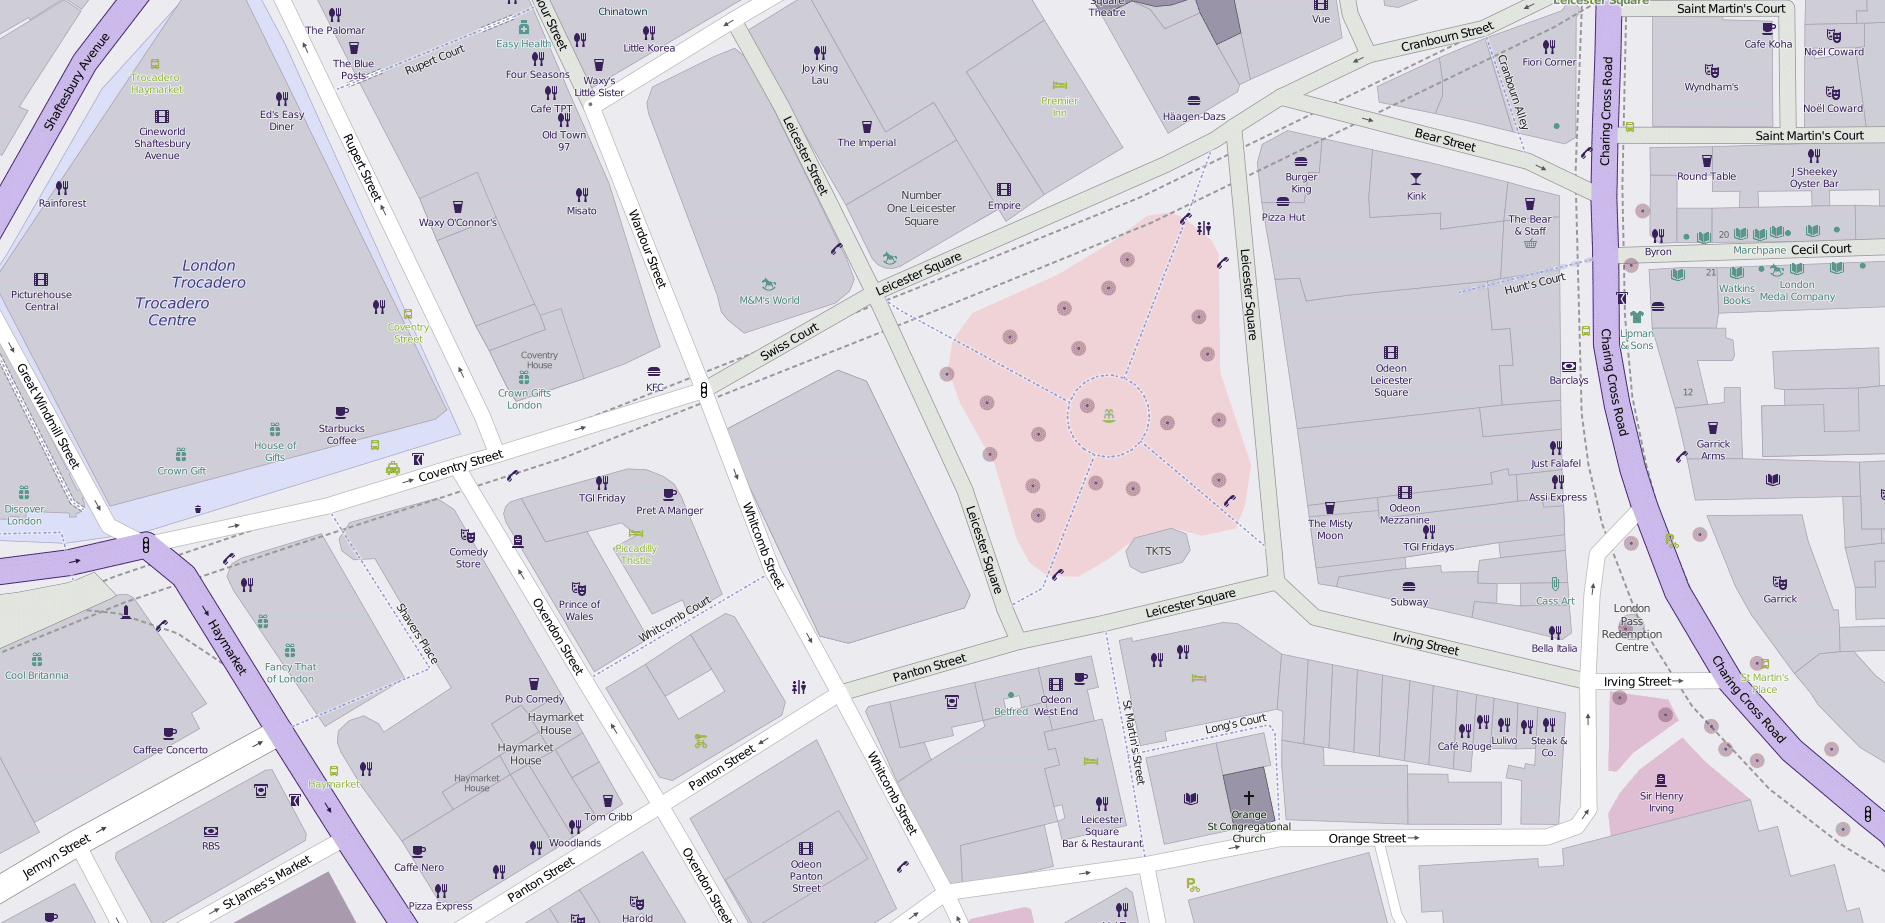 Square
Theatre
Vue
Leicester Square
Saint Martin's Court
Chinatown
The Palomar
Little Korea
Easy Health
Cranbourn Street
Cafe Koha
Noël Coward
Fiori Corner
Rupert Court
The Blue
Posts
Four Seasons
Waxy's
Little Sister
Joy King
Lau
Shaftesbury Avenue
Trocadero
Haymarket
Wyndham's
Cranbourn Alley
Charing Cross Road
Premier
Inn
Cafe TPT
Noël Coward
Häagen-Dazs
Ed's Easy
Diner
Old Town
97
The Imperial
Bear Street
Saint Martin's Court
Cineworld
Shaftesbury
Avenue
Leicester Street
Rupert Street
Round Table
J Sheekey
Oyster Bar
Burger
King
Kink
Rainforest
Misato
Number
One Leicester
Square
Empire
Waxy O'Connor's
Pizza Hut
The Bear
& Staff
Wardour Street
20
Byron
Marchpane
Cecil Court
London
Trocadero
Leicester Square
Leicester Square
Hunt's Court
21
Watkins
Books
London
Medal Company
Picturehouse
Central
Trocadero
Centre
M&M's World
Coventry
Street
Swiss Court
Lipman
& Sons
Charing Cross Road
Coventry
House
Odeon
Leicester
Square
Barclays
KFC
Crown Gifts
London
12
Great Windmill Street
Starbucks
Coffee
House of
Gifts
Garrick
Arms
Crown Gift
Coventry Street
Just Falafel
Assi Express
TGI Friday
Pret A Manger
Discover
London
Whitcomb Street
Leicester Square
Odeon
Mezzanine
The Misty
Moon
TGI Fridays
Comedy
Store
Piccadilly
Thistle
TKTS
Subway
Cass Art
Garrick
Prince of
Wales
Whitcomb Court
Leicester Square
London
Pass
Redemption
Centre
Haymarket
Shavers Place
Oxendon Street
Irving Street
Bella Italia
Cool Britannia
Fancy That
of London
Panton Street
Irving Street
St Martin's
Place
Charing Cross Road
Pub Comedy
Odeon
West End
Betfred
St Martin's Street
Haymarket
House
Long's Court
Caffee Concerto
Haymarket
House
Café Rouge
Lulivo
Steak &
Co.
Panton Street
Haymarket
Haymarket
House
Whitcomb Street
Sir Henry
Irving
Tom Cribb
Leicester
Square
Bar & Restaurant
Orange
St Congregational
Church
RBS
Woodlands
Orange Street
Jermyn Street
Caffe Nero
St James's Market
Panton Street
Oxendon Street
Odeon
Panton
Street
Pizza Express
Harold